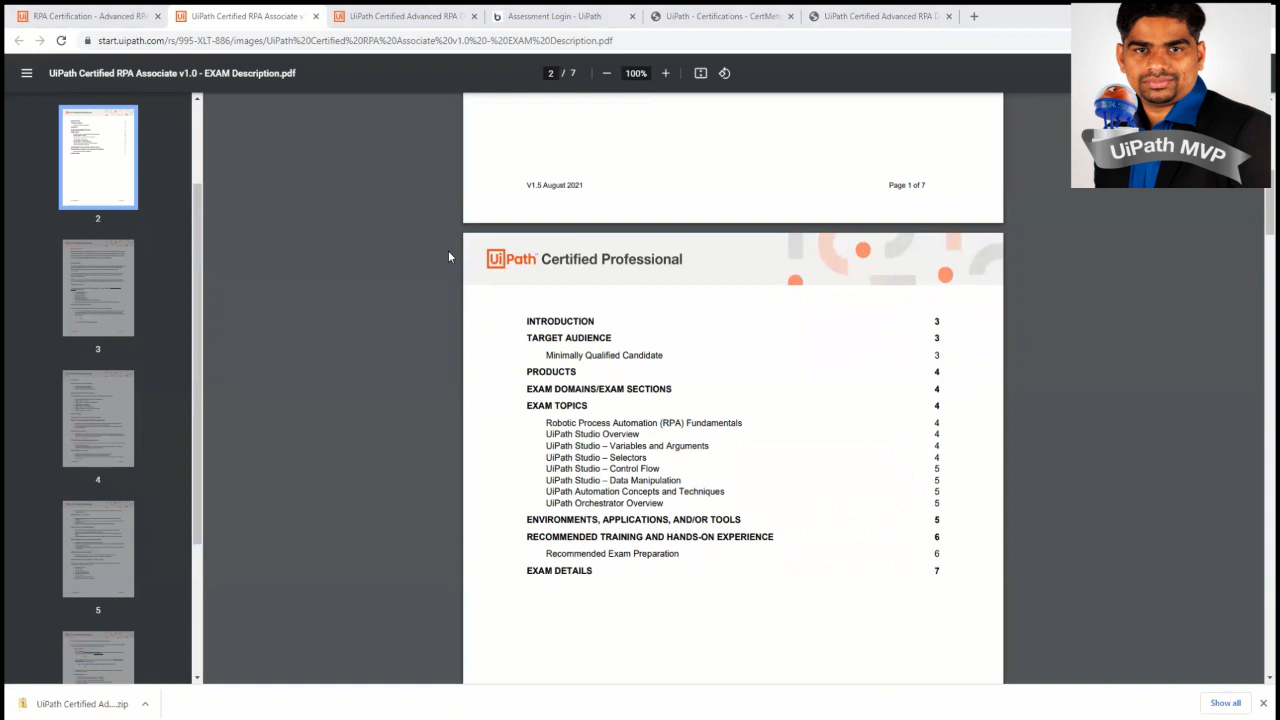 RPA Certification - Advanced RP
UiPath Certified RPA Associate v
UiPath Certified Advanced RPA D
Assessment Login - UiPath
UiPath - Certifications - CertMetri
UiPath Certified Advanced RPA D
start.uipath.com/rs/995-XLT-886/images/UiPath%20Certified%20RPA%20Associate%20v1.0%20-%20EXAM%20Description.pdf
UiPath Certified RPA Associate v1.0 - EXAM Description.pdf
2 / 7
100%
UiPath MVP
2
3
4
5
V1.5 August 2021 Page 1 of 7
UiPath Certified Professional
INTRODUCTION 3
TARGET AUDIENCE 3
Minimally Qualified Candidate 3
PRODUCTS 4
EXAM DOMAINS/EXAM SECTIONS 4
EXAM TOPICS 4
Robotic Process Automation (RPA) Fundamentals 4
UiPath Studio Overview 4
UiPath Studio – Variables and Arguments 4
UiPath Studio – Selectors 4
UiPath Studio – Control Flow 5
UiPath Studio – Data Manipulation 5
UiPath Automation Concepts and Techniques 5
UiPath Orchestrator Overview 5
ENVIRONMENTS, APPLICATIONS, AND/OR TOOLS 5
RECOMMENDED TRAINING AND HANDS-ON EXPERIENCE 6
Recommended Exam Preparation 6
EXAM DETAILS 7
UiPath Certified Ad....zip
Show all